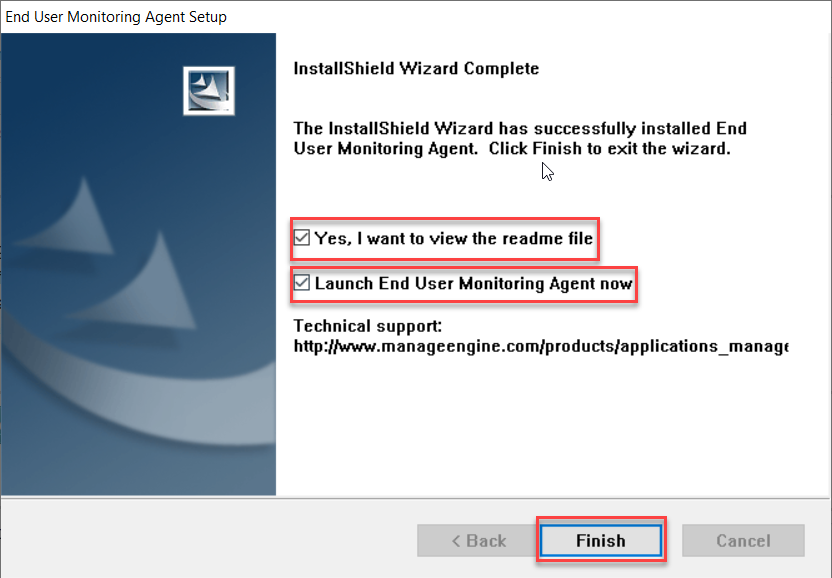 End User Monitoring Agent Setup
InstallShield Wizard Complete
The InstallShield Wizard has successfully installed End
User Monitoring Agent. Click Finish to exit the wizard.
Yes, I want to view the readme file
Launch End User Monitoring Agent now
Technical support:
http://www.manageengine.com/products/applications_manage
< Back
Finish
Cancel